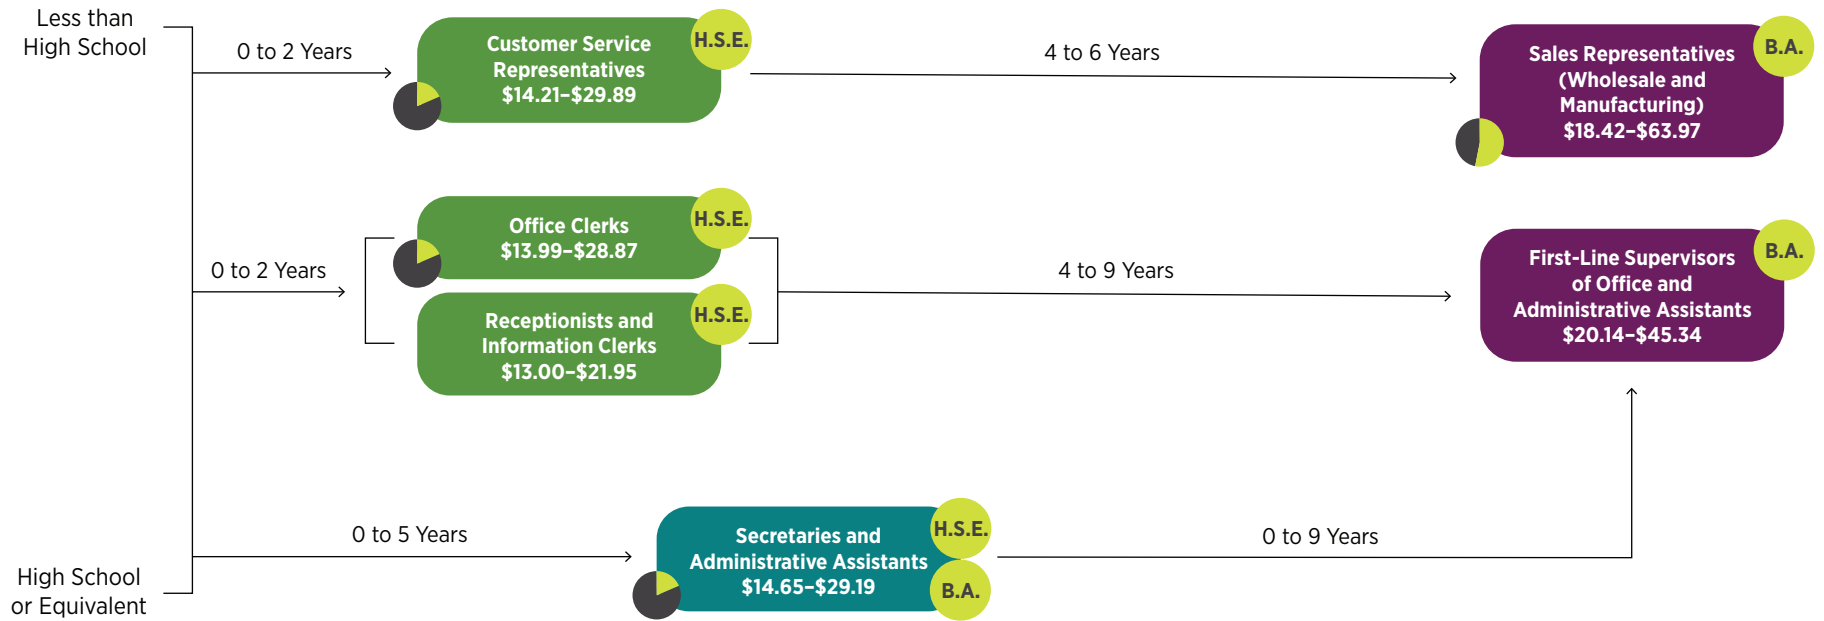 Less than
High School
0 to 2 Years
Customer Service
Representatives
$14.21–$29.89
H.S.E.
4 to 6 Years
Sales Representatives
(Wholesale and
Manufacturing)
$18.42–$63.97
B.A.
0 to 2 Years
Office Clerks
$13.99–$28.87
H.S.E.
Receptionists and
Information Clerks
$13.00–$21.95
H.S.E.
4 to 9 Years
First-Line Supervisors
of Office and
Administrative Assistants
$20.14–$45.34
B.A.
High School
or Equivalent
0 to 5 Years
Secretaries and
Administrative Assistants
$14.65–$29.19
H.S.E.
B.A.
0 to 9 Years